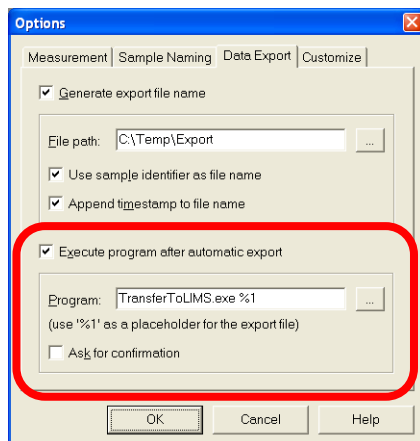 Options
Measurement Sample Naming Data Export Customize
Generate export file name
File path: C:\Temp\Export ...
Use sample identifier as file name
Append timestamp to file name
Execute program after automatic export
Program: TransferToLIMS.exe %1 ...
(use '%1' as a placeholder for the export file)
Ask for confirmation
OK Cancel Help